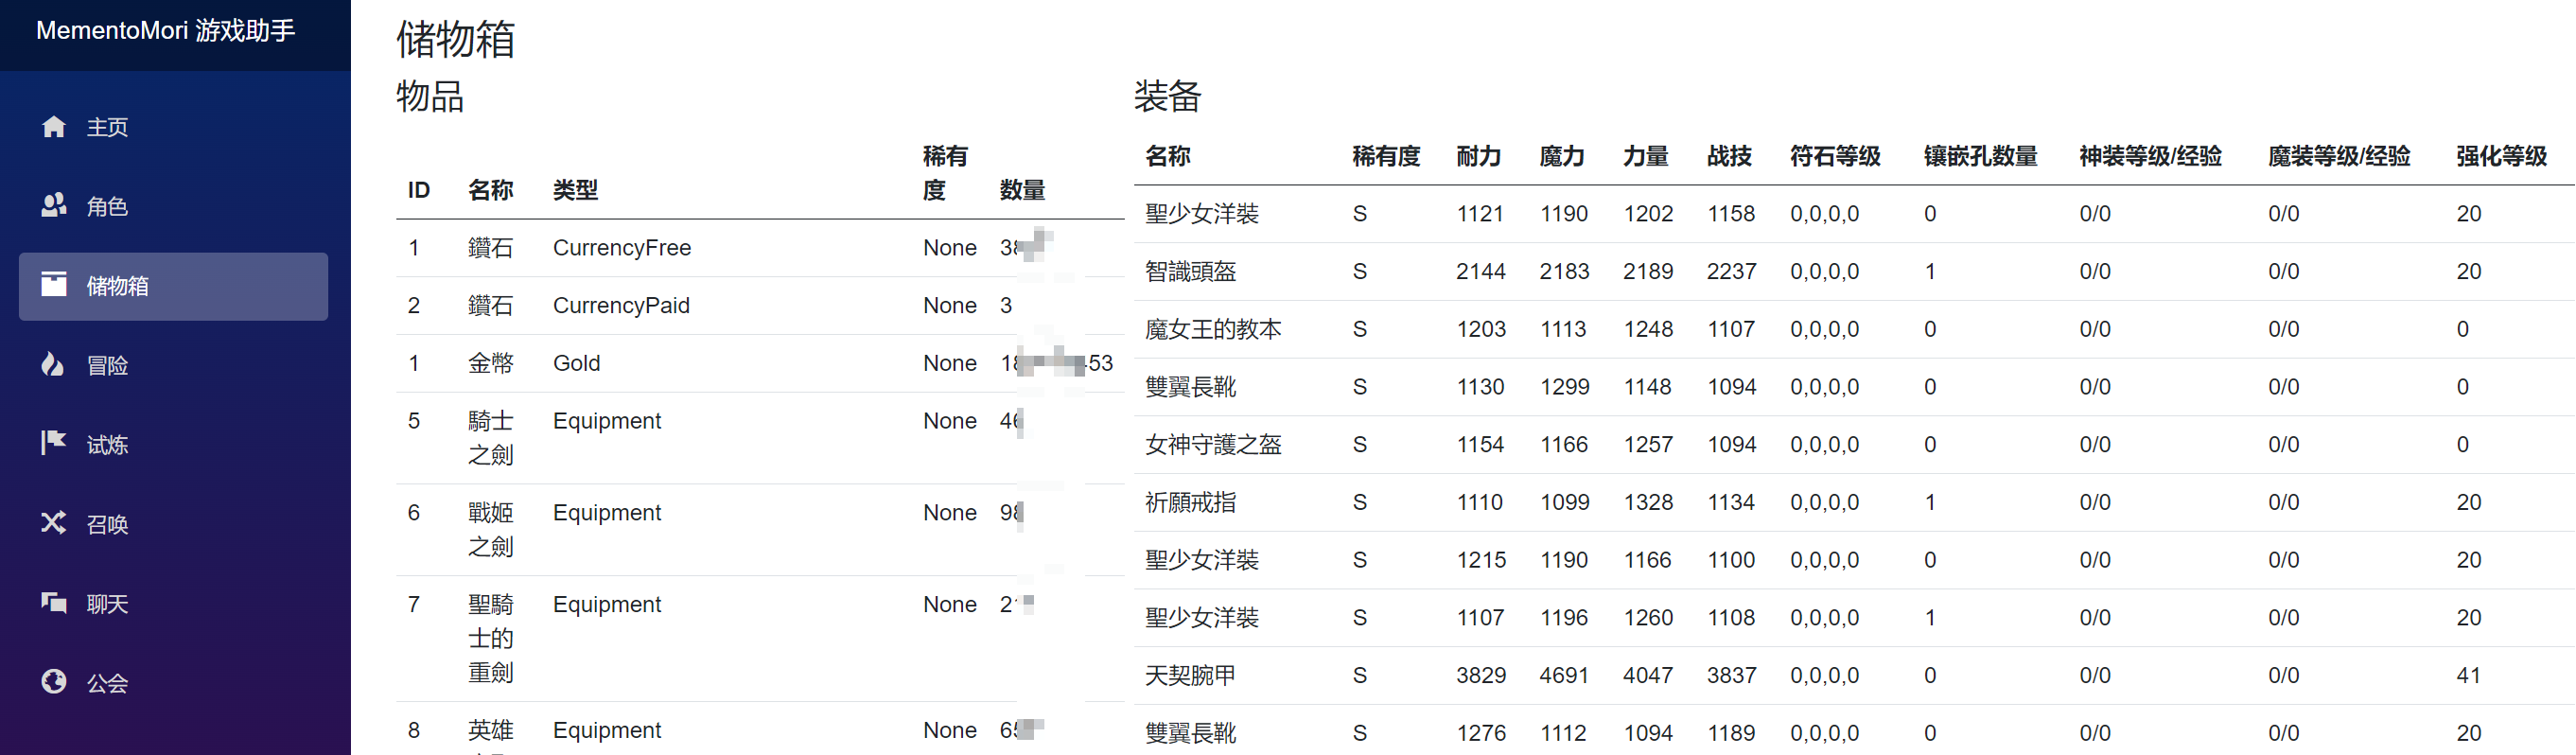 MementoMori 游戏助手
主页
角色
储物箱
冒险
试炼
召唤
聊天
公会
储物箱
物品
ID 名称 类型 稀有度 数量
1 鑽石 CurrencyFree None
2 鑽石 CurrencyPaid None 3
1 金幣 Gold None
5 騎士之劍 Equipment None
6 戰姬之劍 Equipment None
7 聖騎士的重劍 Equipment None
8 英雄 Equipment None
装备
名称 稀有度 耐力 魔力 力量 战技 符石等级 镶嵌孔数量 神装等级/经验 魔装等级/经验 强化等级
聖少女洋裝 S 1121 1190 1202 1158 0,0,0,0 0 0/0 0/0 20
智識頭盔 S 2144 2183 2189 2237 0,0,0,0 1 0/0 0/0 20
魔女王的教本 S 1203 1113 1248 1107 0,0,0,0 0 0/0 0/0 0
雙翼長靴 S 1130 1299 1148 1094 0,0,0,0 0 0/0 0/0 0
女神守護之盔 S 1154 1166 1257 1094 0,0,0,0 0 0/0 0/0 0
祈願戒指 S 1110 1099 1328 1134 0,0,0,0 1 0/0 0/0 20
聖少女洋裝 S 1215 1190 1166 1100 0,0,0,0 0 0/0 0/0 20
聖少女洋裝 S 1107 1196 1260 1108 0,0,0,0 1 0/0 0/0 20
天契腕甲 S 3829 4691 4047 3837 0,0,0,0 0 0/0 0/0 41
雙翼長靴 S 1276 1112 1094 1189 0,0,0,0 0 0/0 0/0 20